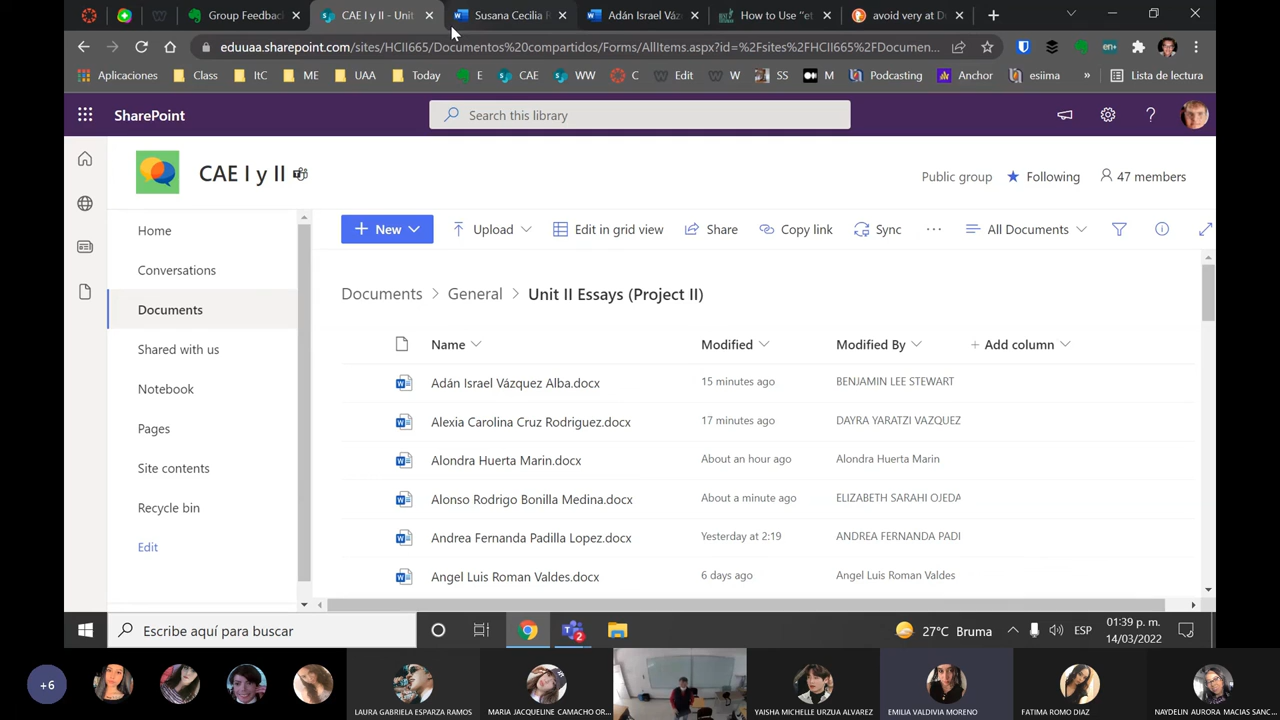 Group Feedbac
CAE I y II - Unit
Susana Cecilia R
Adán Israel Vázq
How to Use "et
avoid very at D
eduuaa.sharepoint.com/sites/HCII665/Documentos%20compartidos/Forms/AllItems.aspx?id=%2Fsites%2FHCII665%2FDocumen...
Aplicaciones Class ItC ME UAA Today E CAE WW C Edit W SS M Podcasting Anchor esiima » Lista de lectura
SharePoint
Search this library
CAE I y II
Public group
Following
47 members
Home
Conversations
Documents
Shared with us
Notebook
Pages
Site contents
Recycle bin
Edit
New Upload Edit in grid view Share Copy link Sync ... All Documents
Documents > General > Unit II Essays (Project II)
Name Modified Modified By + Add column
Adán Israel Vázquez Alba.docx 15 minutes ago BENJAMIN LEE STEWART
Alexia Carolina Cruz Rodriguez.docx 17 minutes ago DAYRA YARATZI VAZQUEZ
Alondra Huerta Marin.docx About an hour ago Alondra Huerta Marin
Alonso Rodrigo Bonilla Medina.docx About a minute ago ELIZABETH SARAHI OJEDA
Andrea Fernanda Padilla Lopez.docx Yesterday at 2:19 ANDREA FERNANDA PADI
Angel Luis Roman Valdes.docx 6 days ago Angel Luis Roman Valdes
Escribe aquí para buscar
2
27°C Bruma
ESP
01:39 p. m.
14/03/2022
+6
LAURA GABRIELA ESPARZA RAMOS
MARIA JACQUELINE CAMACHO OR...
YAISHA MICHELLE URZUA ALVAREZ
EMILIA VALDIVIA MORENO
FATIMA ROMO DIAZ
NAYDELIN AURORA MACIAS SANC...